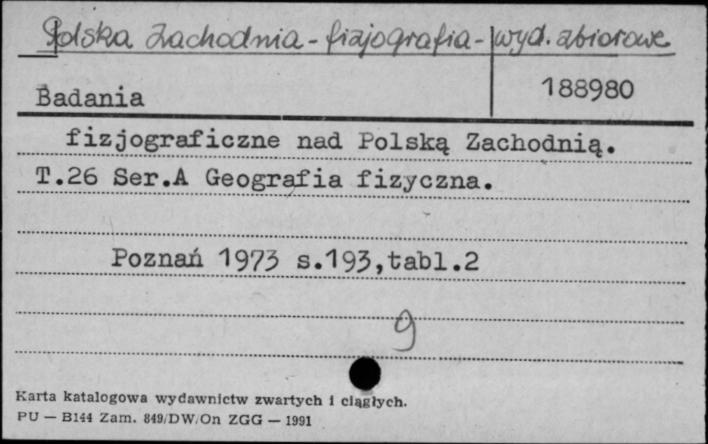 Polska Zachodnia - fizjografia - wyd. zbiorowe
188980
Badania
fizjograficzne nad Polską Zachodnią.
T.26 Ser.A Geografia fizyczna.
Poznań 1973 s.193,tabl.2
9
Karta katalogowa wydawnictw zwartych i ciągłych.
PU — B144 Zam. 849/DW/On ZGG — 1991